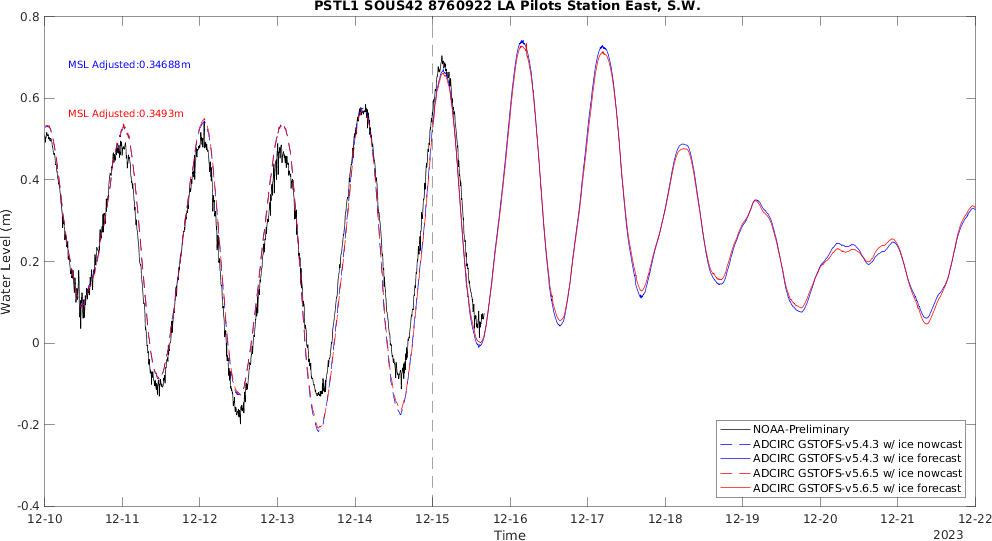 PSTL1 SOUS42 8760922 LA Pilots Station East, S.W.
0.8
MSL Adjusted:0.34688m
0.6
MSL Adjusted:0.3493m
0.4
Water Level (m)
0.2
0
-0.2
NOAA-Preliminary
ADCIRC GSTOFS-v5.4.3 w/ ice nowcast
ADCIRC GSTOFS-v5.4.3 w/ ice forecast
ADCIRC GSTOFS-v5.6.5 w/ ice nowcast
ADCIRC GSTOFS-v5.6.5 w/ ice forecast
-0.4
12-10 12-11 12-12 12-13 12-14 12-15 12-16 12-17 12-18 12-19 12-20 12-21 12-22
Time 2023